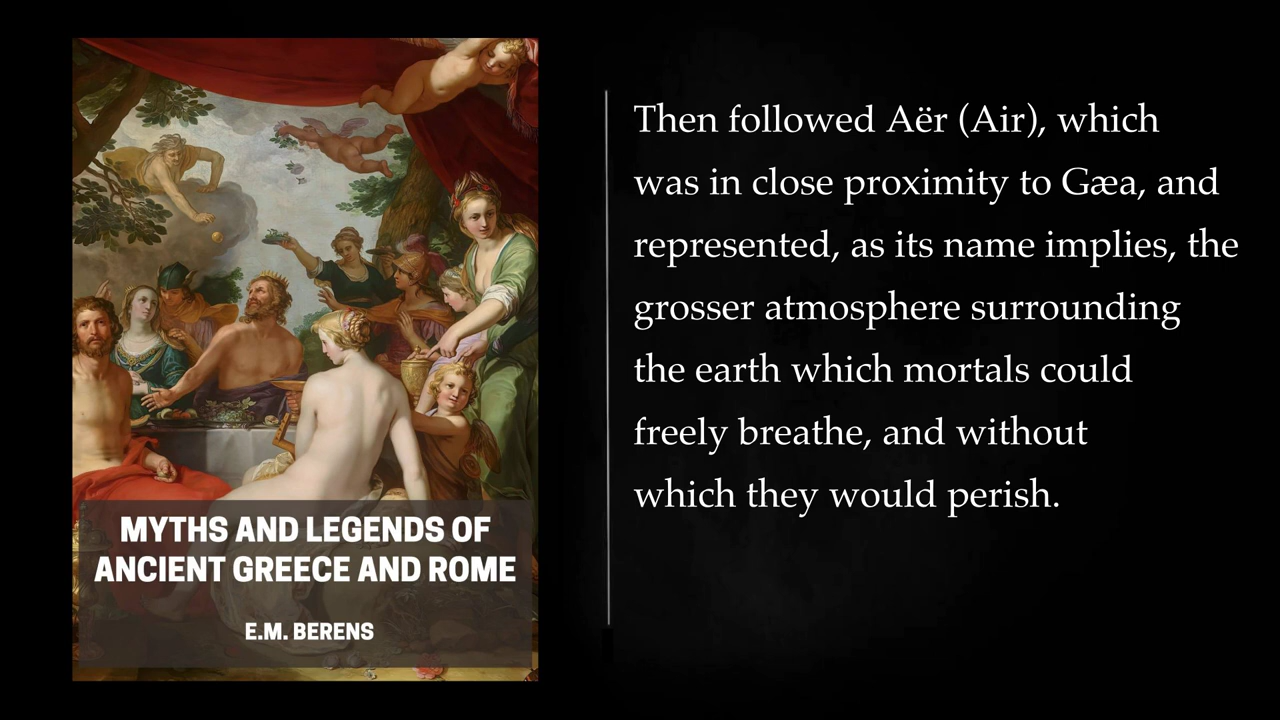 MYTHS AND LEGENDS OF
ANCIENT GREECE AND ROME
E.M. BERENS
Then followed Aër (Air), which
was in close proximity to Gæa, and
represented, as its name implies, the
grosser atmosphere surrounding
the earth which mortals could
freely breathe, and without
which they would perish.